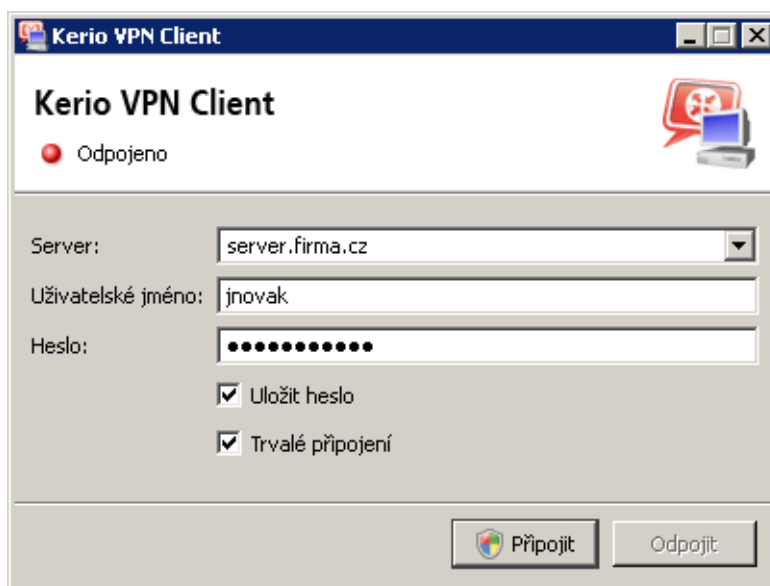 Kerio VPN Client
Kerio VPN Client
Odpojeno
Server: server.firma.cz
Uživatelské jméno: jnovak
Heslo: ●●●●●●●●●●●
Uložit heslo
Trvalé připojení
Připojit Odpojit